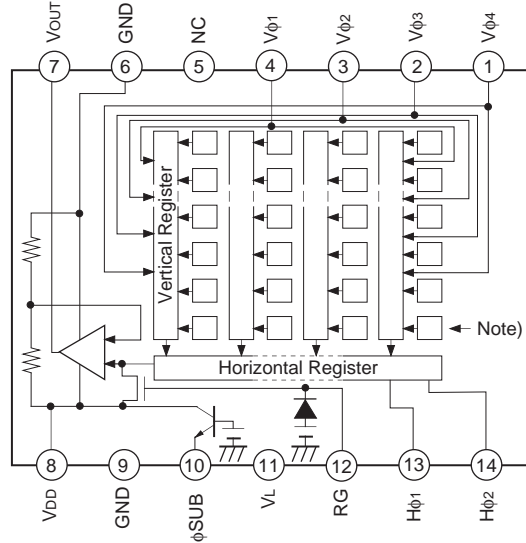 VOUT
GND
NC
Vϕ1
Vϕ2
Vϕ3
Vϕ4
7
6
5
4
3
2
1
Vertical Register
Note)
Horizontal Register
8
9
10
11
12
13
14
VDD
GND
ϕSUB
VL
RG
Hϕ1
Hϕ2